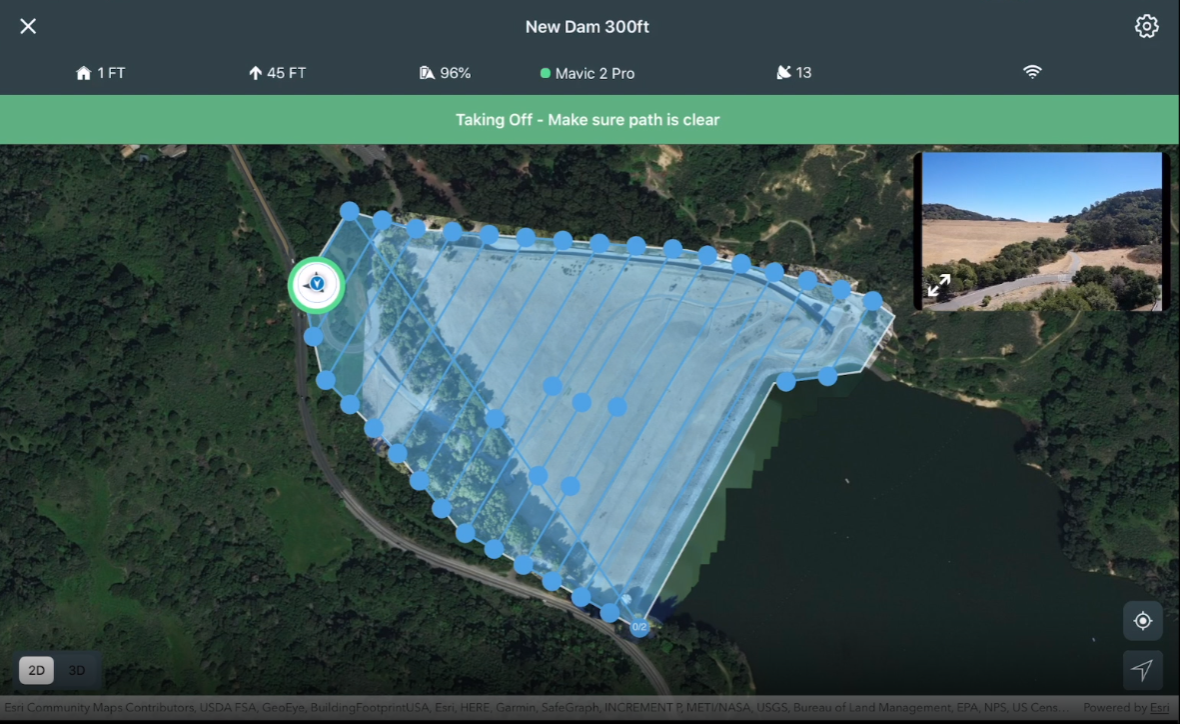 New Dam 300ft
1 FT 45 FT 96% Mavic 2 Pro 13
Taking Off - Make sure path is clear
0/2
2D 3D
Esri Community Maps Contributors, USDA FSA, GeoEye, BuildingFootprintUSA, Esri, HERE, Garmin, SafeGraph, INCREMENT P, METI/NASA, USGS, Bureau of Land Management, EPA, NPS, US Cens... Powered by Esri